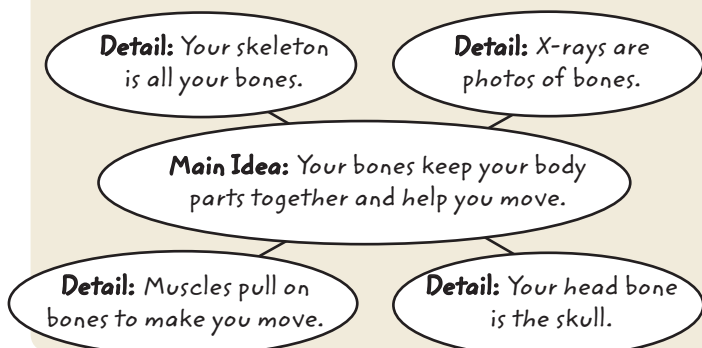 Detail: Your skeleton
is all your bones.
Detail: X-rays are
photos of bones.
Main Idea: Your bones keep your body
parts together and help you move.
Detail: Muscles pull on
bones to make you move.
Detail: Your head bone
is the skull.